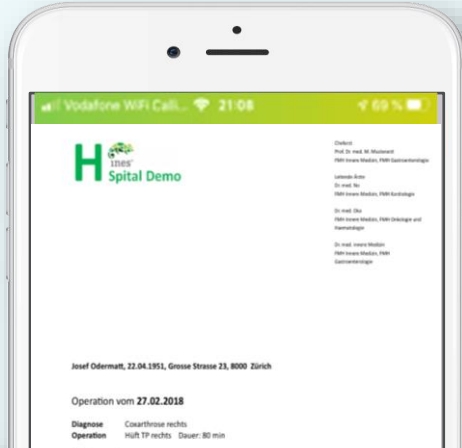 Vodafone WiFi Calli... 21:08 69 %
H ines®
Spital Demo
Chefarzt
Prof. Dr. med. M. Musterarzt
FMH Innere Medizin, FMH Gastroenterologie
Leitende Ärzte
Dr. med. No
FMH Innere Medizin, FMH Kardiologie
Dr. med. Oka
FMH Innere Medizin, FMH Onkologie und
Haematologie
Dr. med. Innere Medizin
FMH Innere Medizin, FMH
Gastroenterologie
Josef Odermatt, 22.04.1951, Grosse Strasse 23, 8000 Zürich
Operation vom 27.02.2018
Diagnose Coxarthrose rechts
Operation Hüft TP rechts Dauer: 80 min